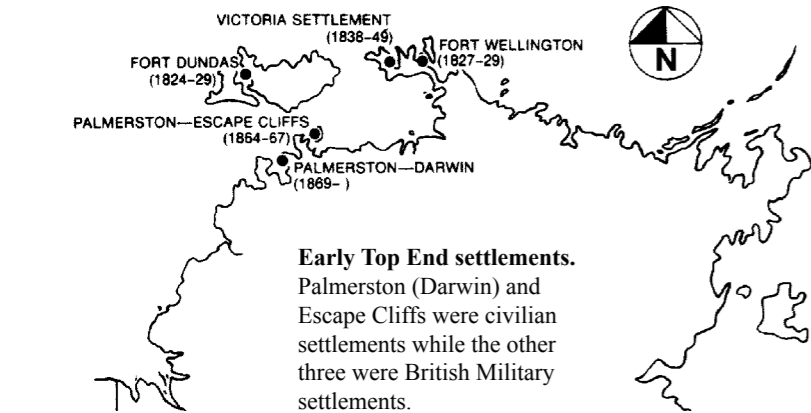 VICTORIA SETTLEMENT
(1838-49)
FORT WELLINGTON
(1827-29)
FORT DUNDAS
(1824-29)
N
PALMERSTON—ESCAPE CLIFFS
(1864-67)
PALMERSTON—DARWIN
(1869- )
Early Top End settlements.
Palmerston (Darwin) and
Escape Cliffs were civilian
settlements while the other
three were British Military
settlements.